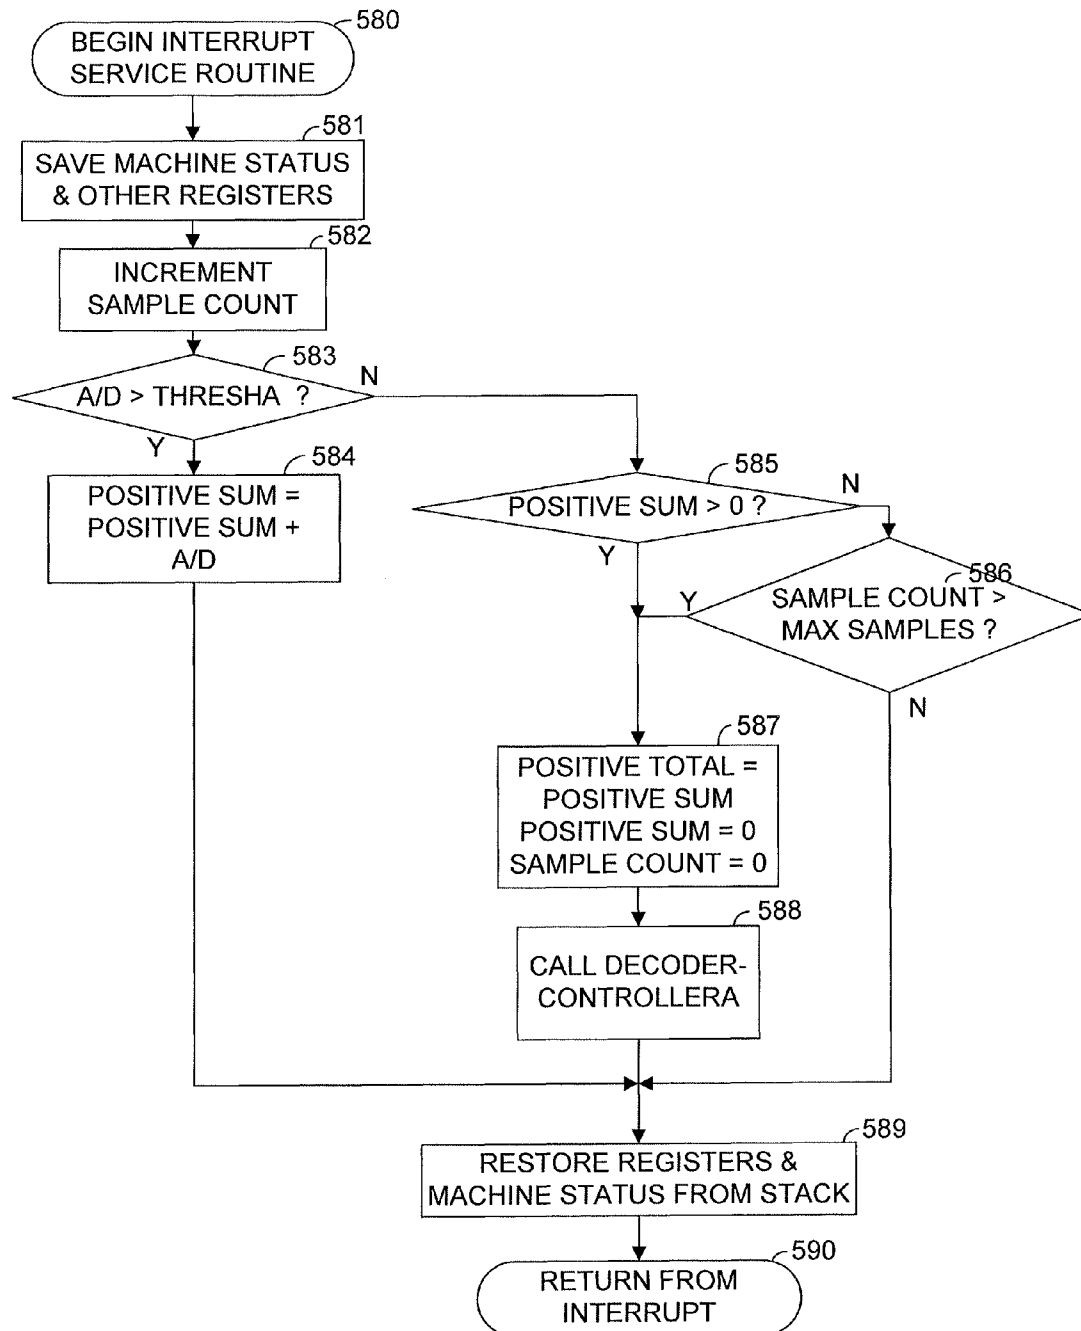 580
BEGIN INTERRUPT
SERVICE ROUTINE
581
SAVE MACHINE STATUS
& OTHER REGISTERS
582
INCREMENT
SAMPLE COUNT
583
A/D > THRESHA ?
N
Y
584
POSITIVE SUM =
POSITIVE SUM +
A/D
585
POSITIVE SUM > 0 ?
N
Y
586
SAMPLE COUNT >
MAX SAMPLES ?
Y
N
587
POSITIVE TOTAL =
POSITIVE SUM
POSITIVE SUM = 0
SAMPLE COUNT = 0
588
CALL DECODER-
CONTROLLERA
589
RESTORE REGISTERS &
MACHINE STATUS FROM STACK
590
RETURN FROM
INTERRUPT